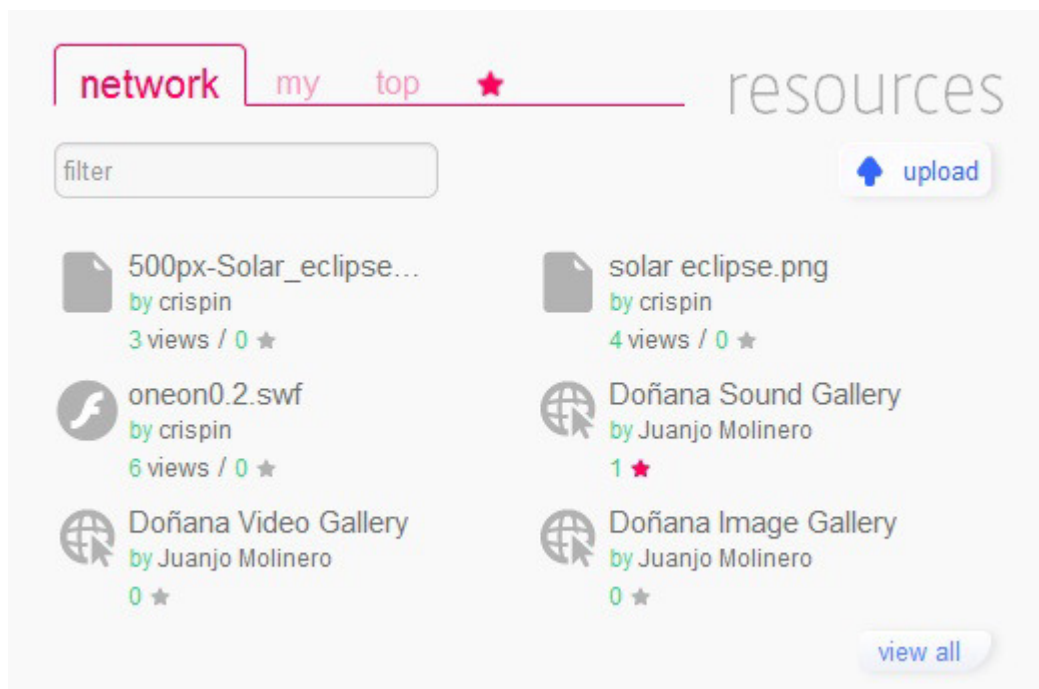 network my top
resources
filter
upload
500px-Solar_eclipse...
by crispin
3 views / 0
solar eclipse.png
by crispin
4 views / 0
oneon0.2.swf
by crispin
6 views / 0
Doñana Sound Gallery
by Juanjo Molinero
1
Doñana Video Gallery
by Juanjo Molinero
0
Doñana Image Gallery
by Juanjo Molinero
0
view all